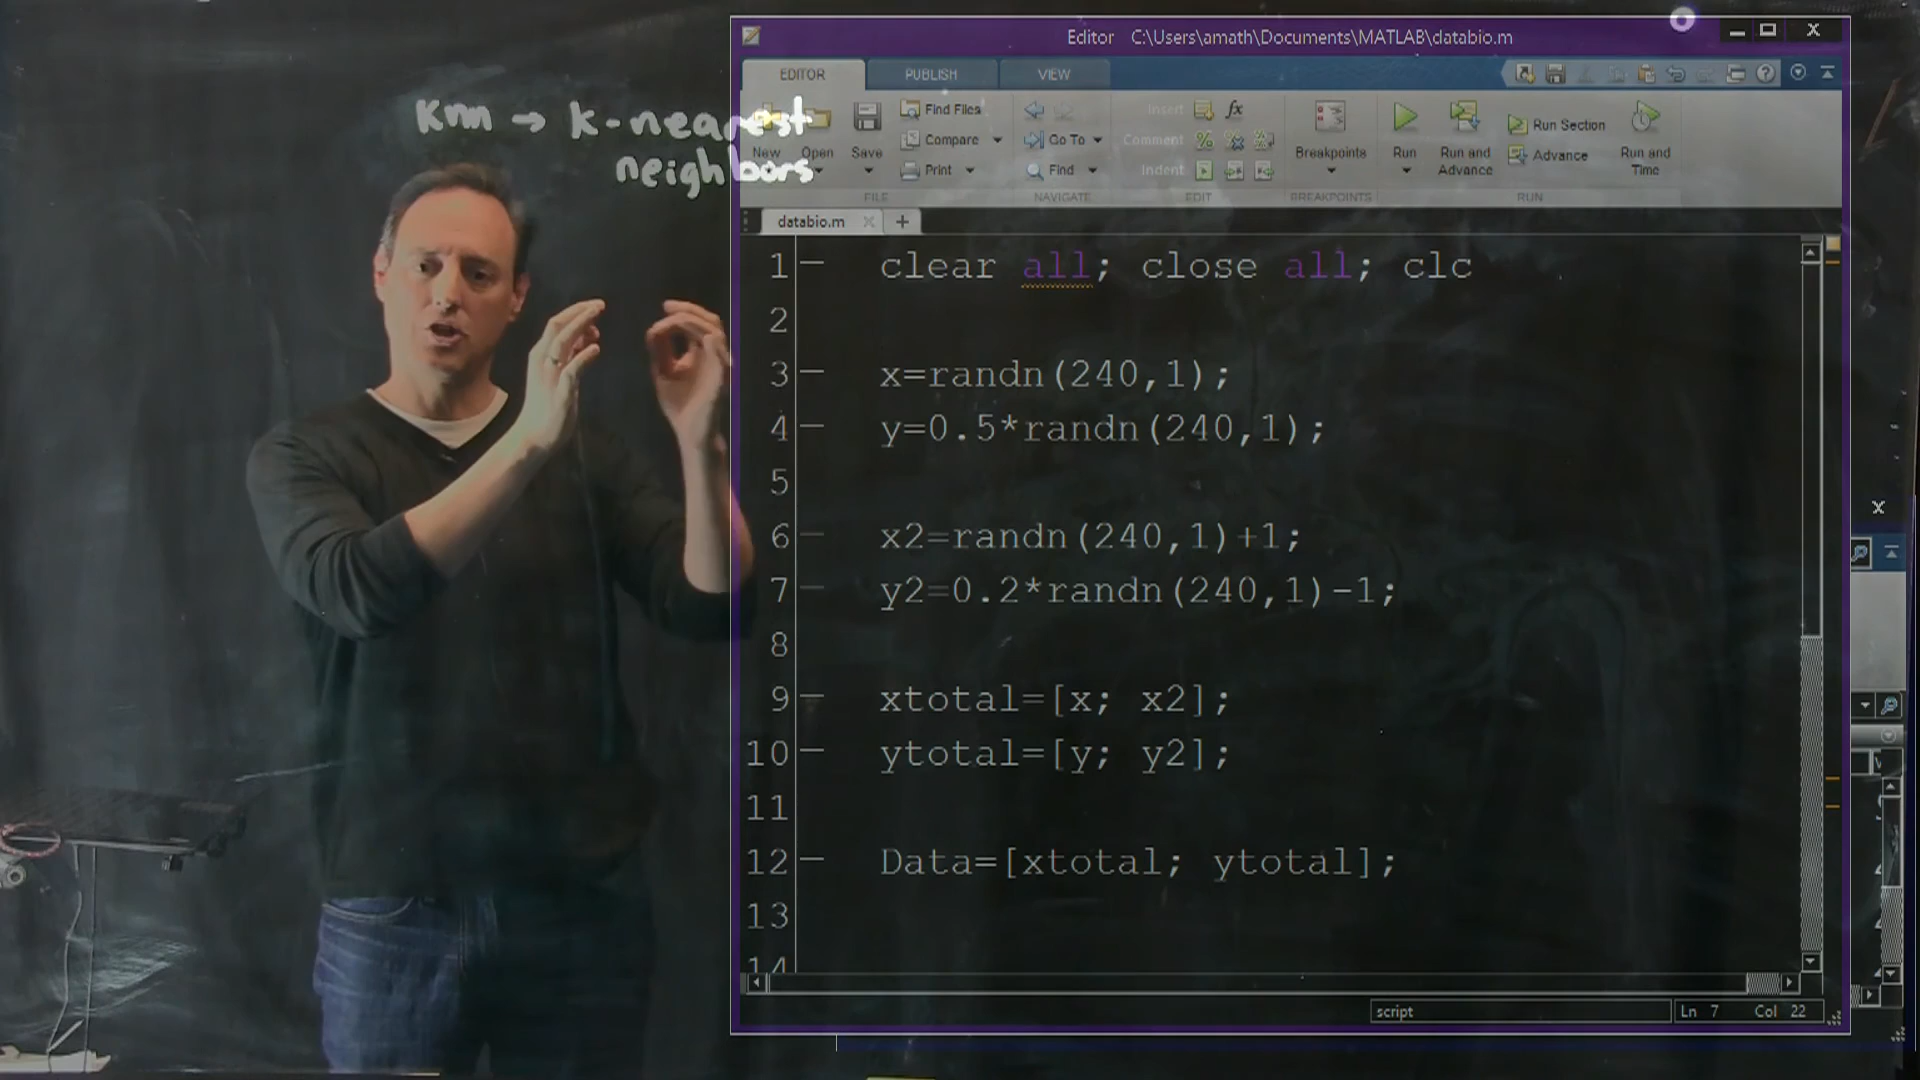 Knn → k-nearest
neighbors
Editor C:\Users\amath\Documents\MATLAB\databio.m
EDITOR PUBLISH VIEW
New Open Save
Find Files
Compare
Print
FILE
Go To
Find
NAVIGATE
Insert
Comment
Indent
EDIT
Breakpoints
BREAKPOINTS
Run
Run and Advance
Run Section
Advance
Run and Time
RUN
databio.m
1 clear all; close all; clc
2
3 x=randn(240,1);
4 y=0.5*randn(240,1);
5
6 x2=randn(240,1)+1;
7 y2=0.2*randn(240,1)-1;
8
9 xtotal=[x; x2];
10 ytotal=[y; y2];
11
12 Data=[xtotal; ytotal];
13
14
script Ln 7 Col 22